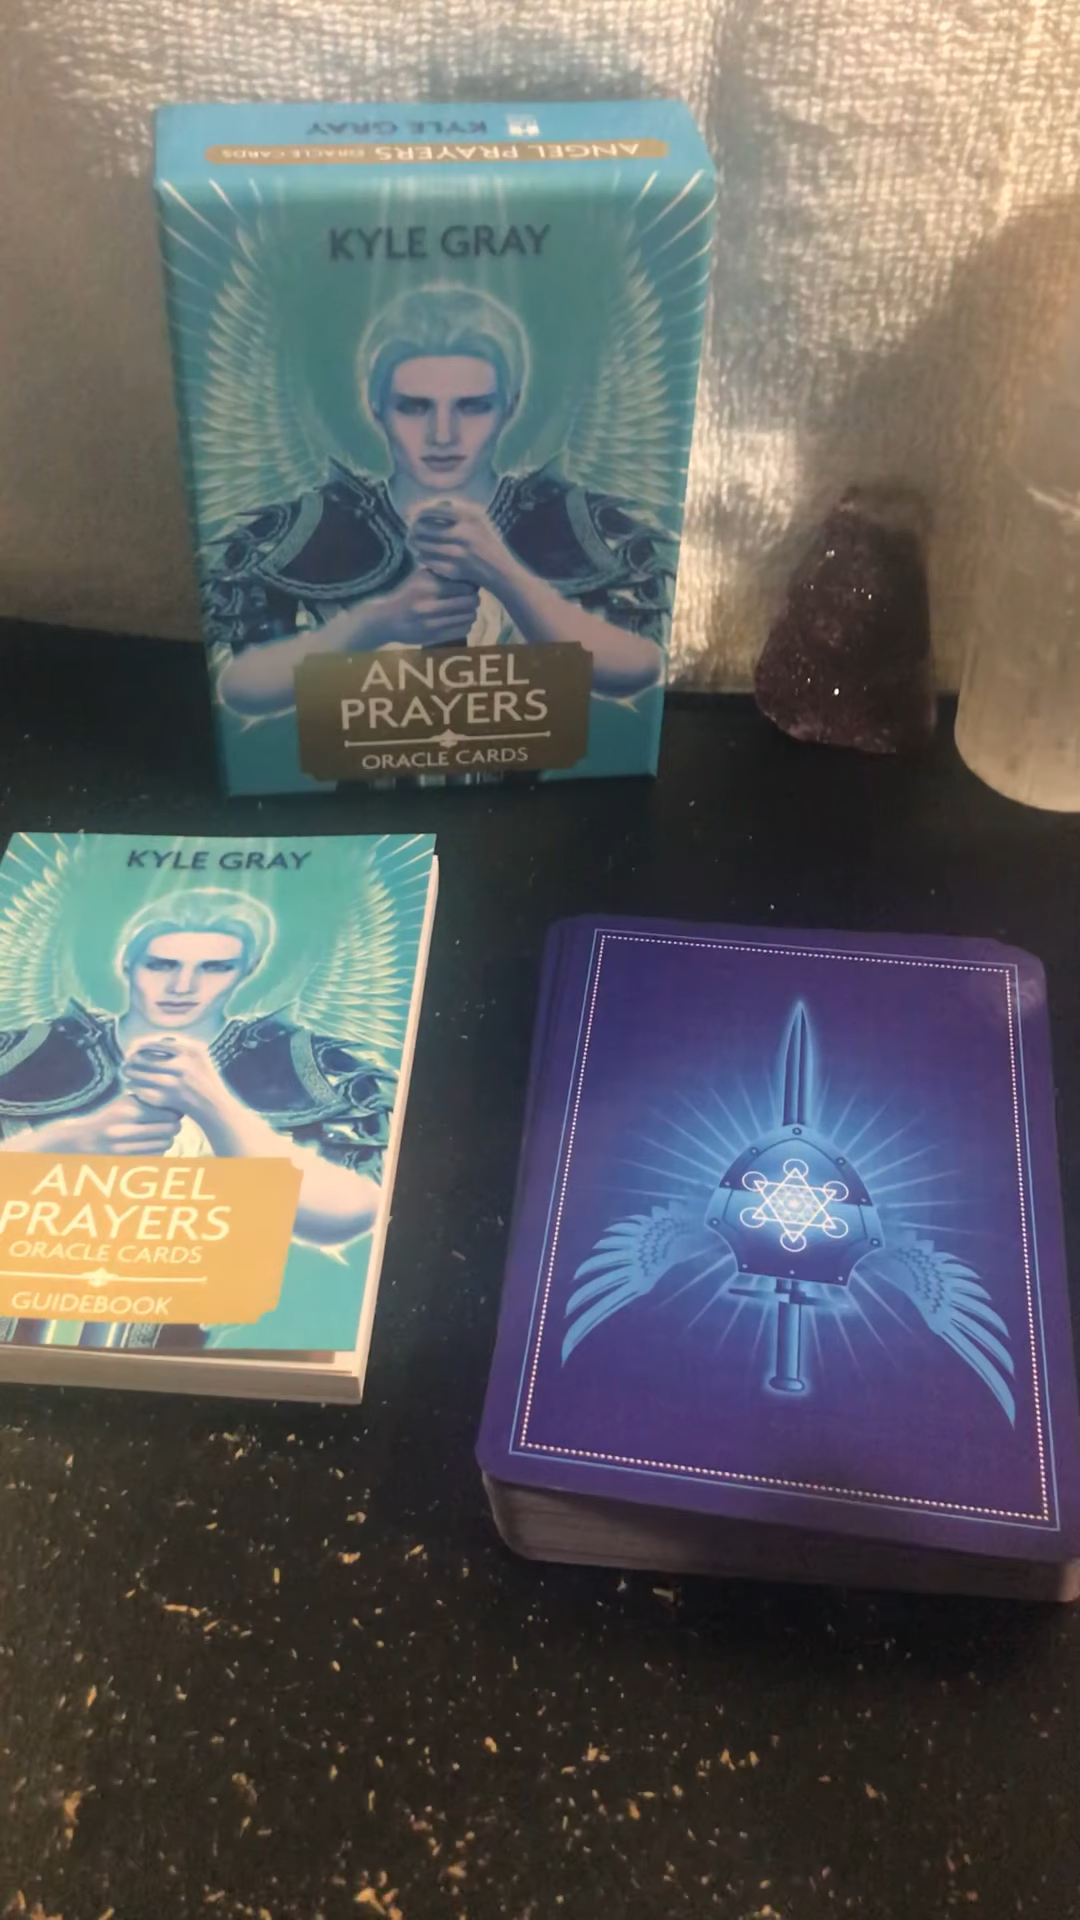 KYLE GRAY
ANGEL PRAYERS ORACLE CARDS
KYLE GRAY
ANGEL
PRAYERS
ORACLE CARDS
KYLE GRAY
ANGEL
PRAYERS
ORACLE CARDS
GUIDEBOOK